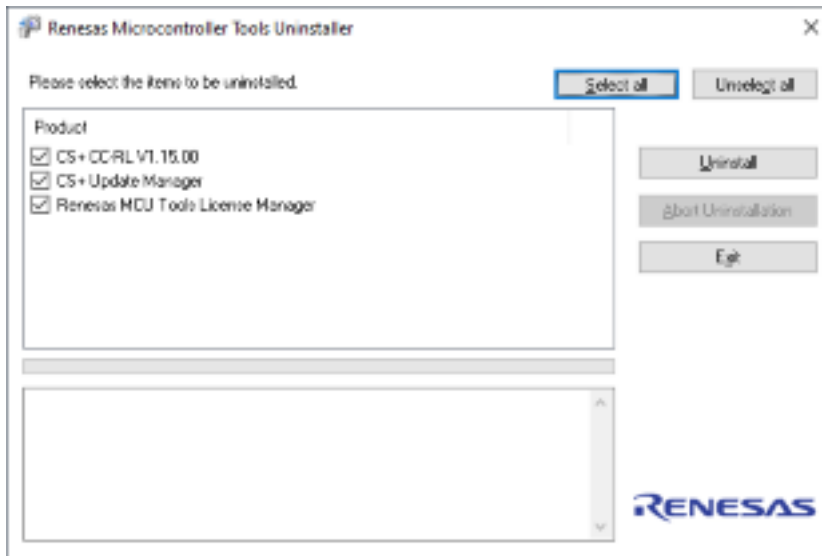 Renesas Microcontroller Tools Uninstaller
Please select the items to be uninstalled.
Select all
Unselect all
Product
CS+ CC-RL V1.15.00
CS+ Update Manager
Renesas MCU Tools License Manager
Uninstall
Abort Uninstallation
Exit
RENESAS